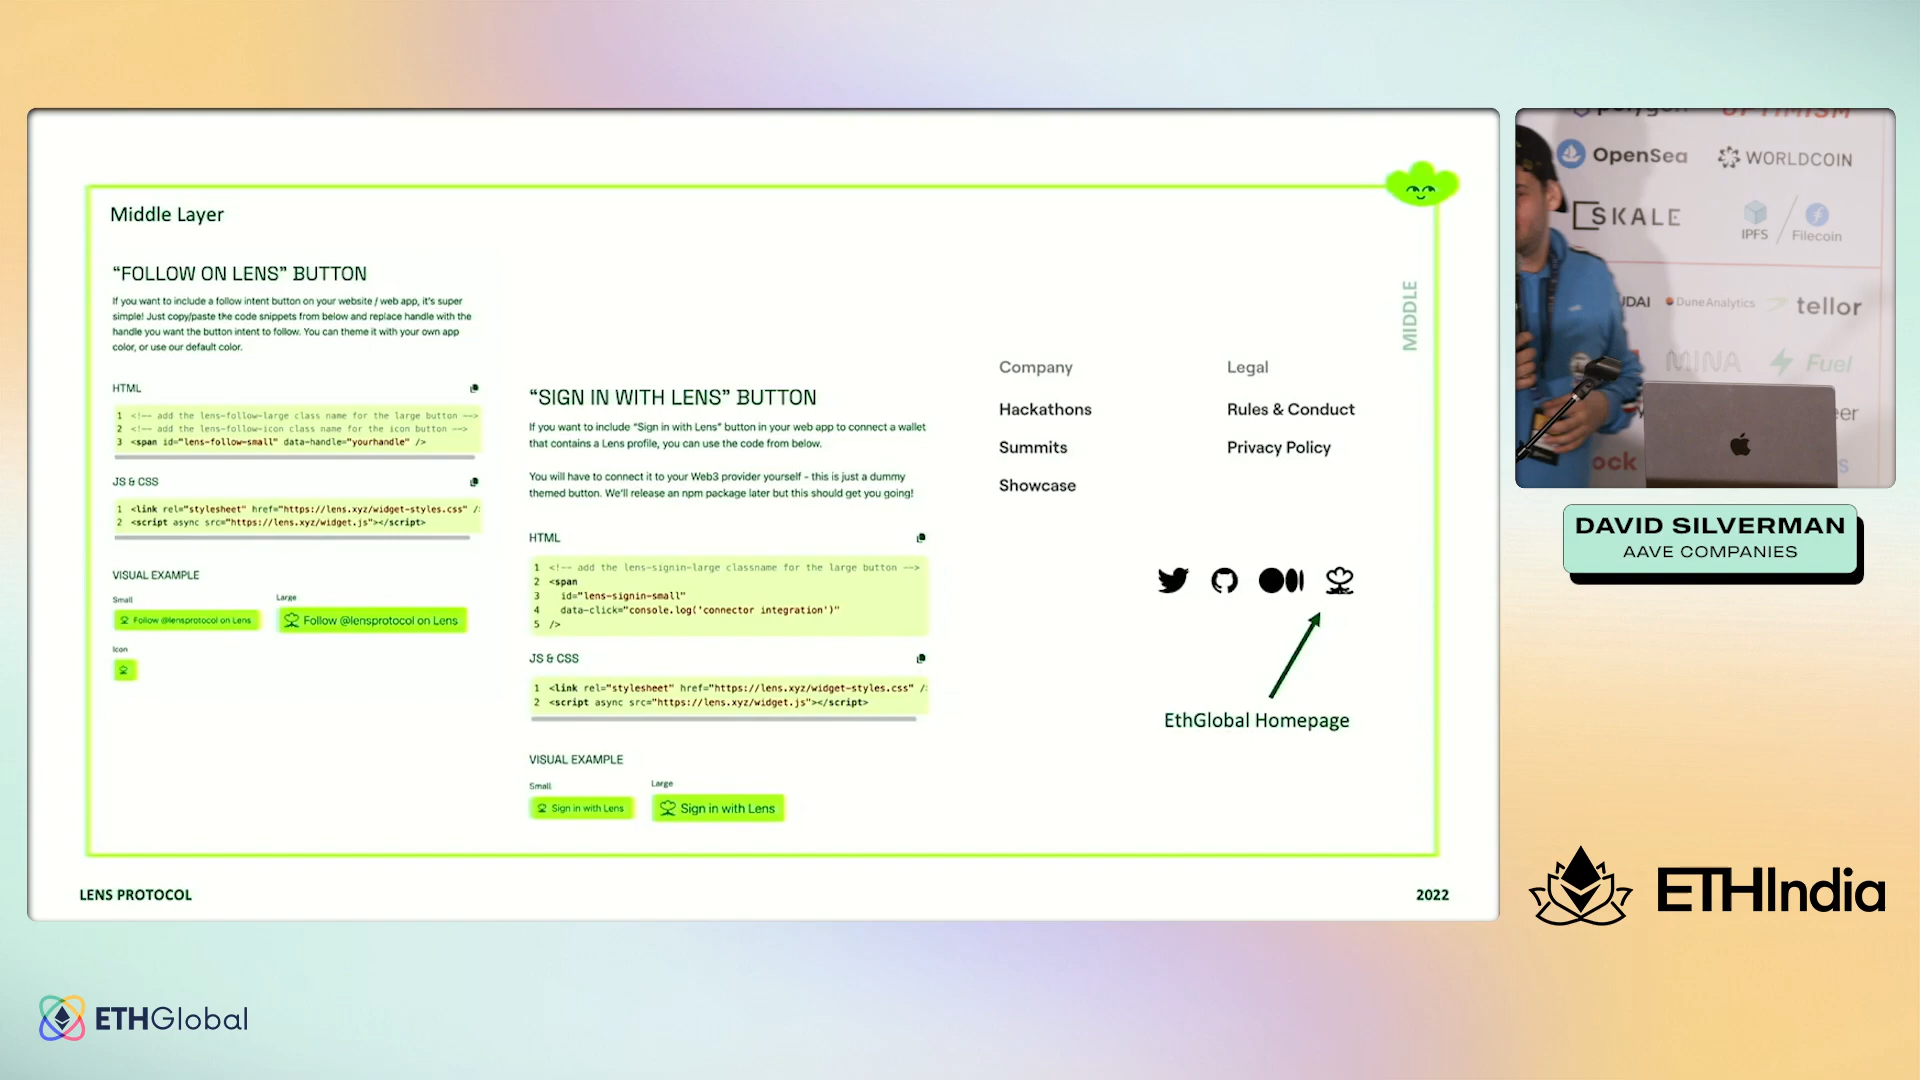 Middle Layer
“FOLLOW ON LENS” BUTTON
If you want to include a follow intent button on your website / web app, it's super
simple! Just copy/paste the code snippets from below and replace handle with the
handle you want the button intent to follow. You can theme it with your own app
color, or use our default color.
HTML
1 <!-- add the lens-follow-large class name for the large button -->
2 <!-- add the lens-follow-icon class name for the icon button -->
3 <span id="lens-follow-small" data-handle="yourhandle" />
JS & CSS
1 <link rel="stylesheet" href="https://lens.xyz/widget-styles.css" /
2 <script async src="https://lens.xyz/widget.js"></script>
VISUAL EXAMPLE
Small
Large
Follow @lensprotocol on Lens
Follow @lensprotocol on Lens
Icon
“SIGN IN WITH LENS” BUTTON
If you want to include “Sign in with Lens” button in your web app to connect a wallet
that contains a Lens profile, you can use the code from below.
You will have to connect it to your Web3 provider yourself - this is just a dummy
themed button. We'll release an npm package later but this should get you going!
HTML
1 <!-- add the lens-signin-large classname for the large button -->
2 <span
3 id="lens-signin-small"
4 data-click="console.log('connector integration')"
5 />
JS & CSS
1 <link rel="stylesheet" href="https://lens.xyz/widget-styles.css" /
2 <script async src="https://lens.xyz/widget.js"></script>
VISUAL EXAMPLE
Small
Large
Sign in with Lens
Sign in with Lens
Company
Hackathons
Summits
Showcase
Legal
Rules & Conduct
Privacy Policy
EthGlobal Homepage
MIDDLE
LENS PROTOCOL
2022
polygon
OPTIMISM
OpenSea
WORLDCOIN
SKALE
IPFS
Filecoin
DuneAnalytics
tellor
MINA
Fuel
DAVID SILVERMAN
AAVE COMPANIES
ETHIndia
ETHGlobal